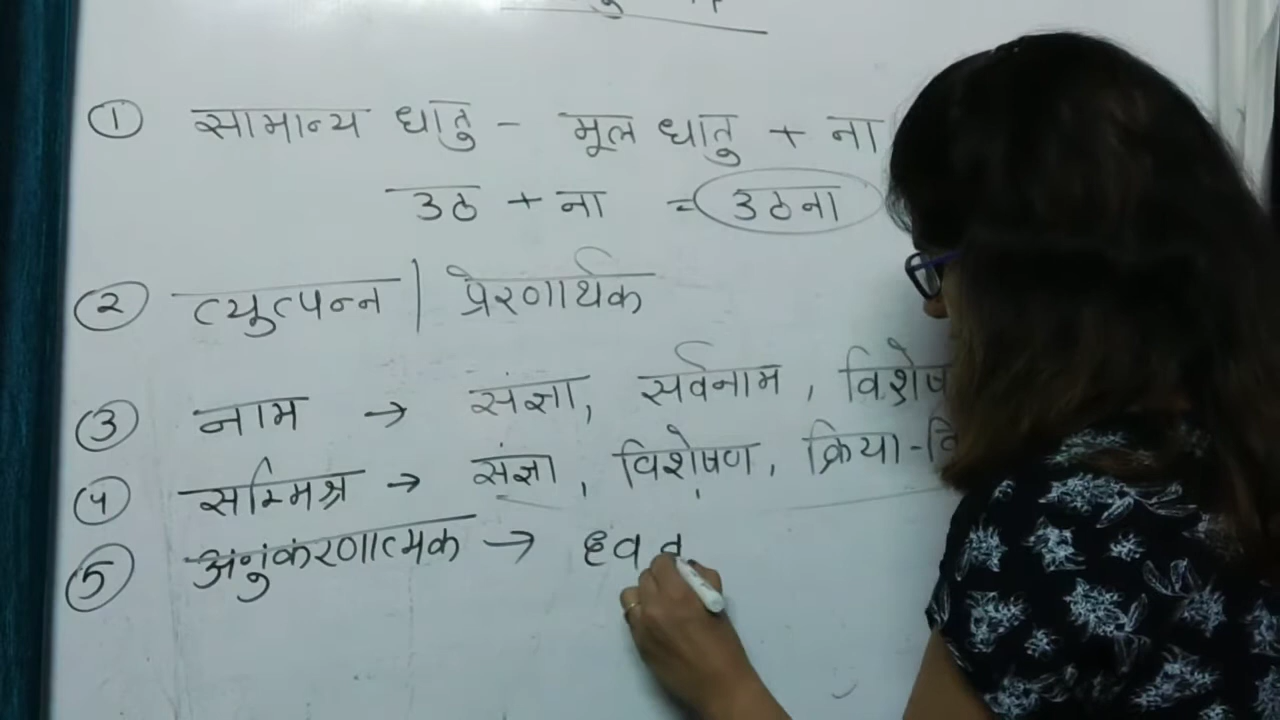 ① सामान्य धातु - मूल धातु + ना
उठ + ना = उठना
② व्युत्पन्न | प्रेरणार्थक
③ नाम → संज्ञा, सर्वनाम, विशेष
④ सम्मिश्र → संज्ञा, विशेषण, क्रिया-वि
⑤ अनुकरणात्मक →